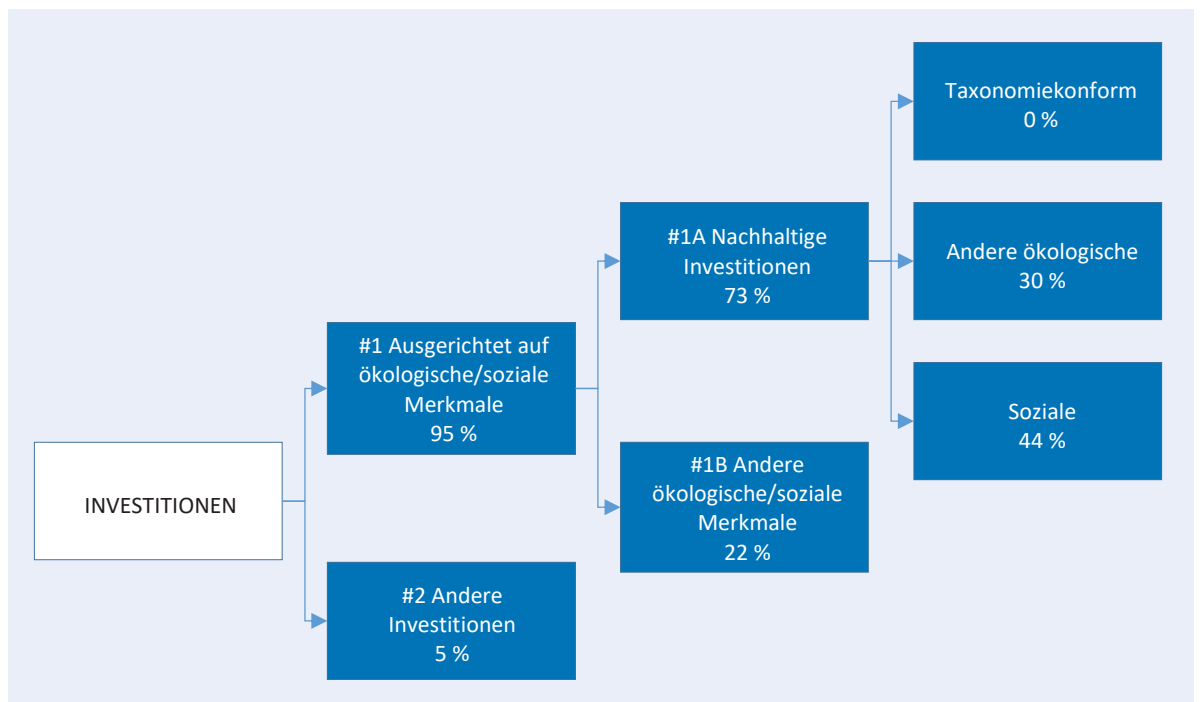 INVESTITIONEN
#1 Ausgerichtet auf
ökologische/soziale
Merkmale
95 %
#2 Andere
Investitionen
5 %
#1A Nachhaltige
Investitionen
73 %
#1B Andere
ökologische/soziale
Merkmale
22 %
Taxonomiekonform
0 %
Andere ökologische
30 %
Soziale
44 %